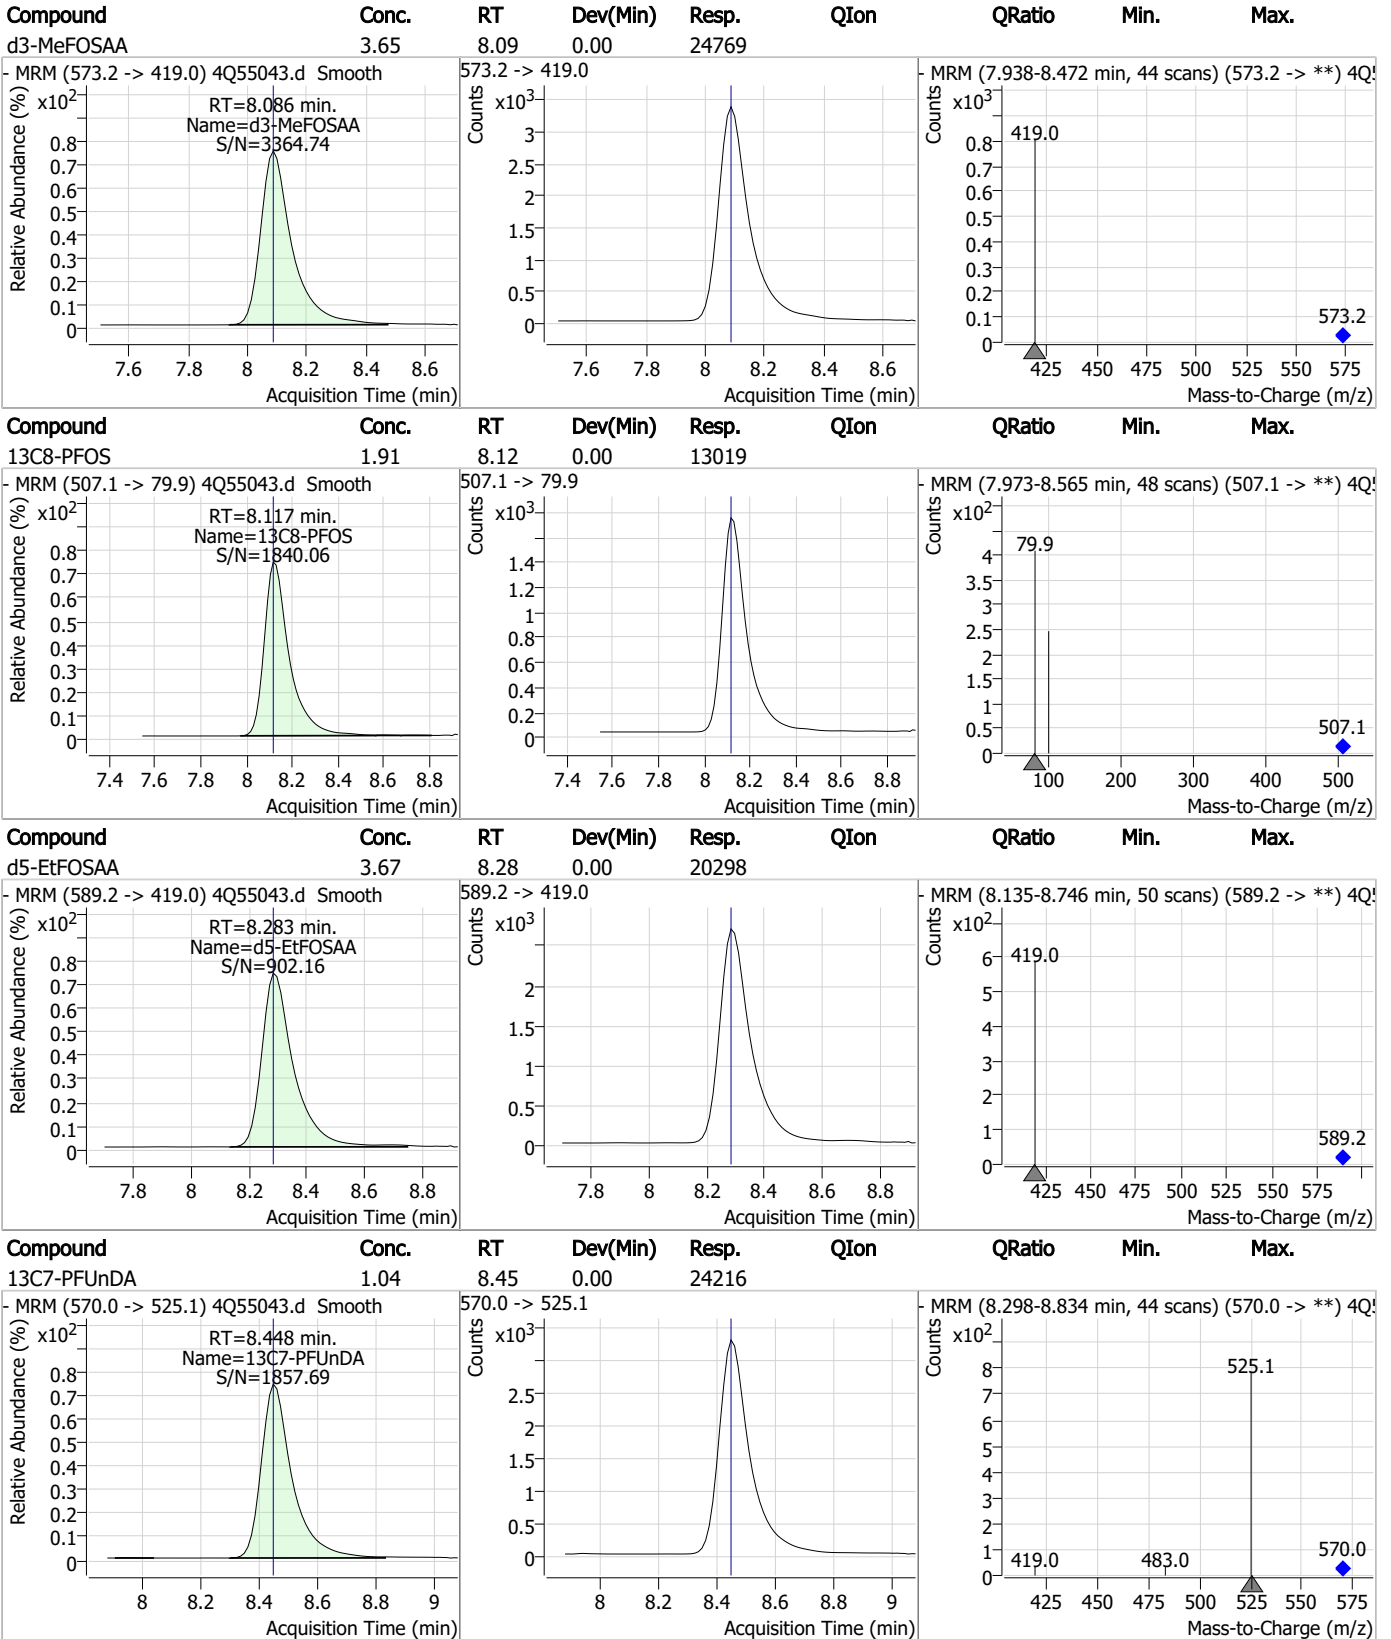 Compound Conc. RT Dev(Min) Resp. QIon QRatio Min. Max.
d3-MeFOSAA 3.65 8.09 0.00 24769
- MRM (573.2 -> 419.0) 4Q55043.d Smooth
573.2 -> 419.0
- MRM (7.938-8.472 min, 44 scans) (573.2 -> **) 4Q5
Relative Abundance (%)
x10²
RT=8.086 min.
Name=d3-MeFOSAA
S/N=3364.74
0.8
0.7
0.6
0.5
0.4
0.3
0.2
0.1
0
7.6 7.8 8 8.2 8.4 8.6
Acquisition Time (min)
Counts
x10³
3
2.5
2
1.5
1
0.5
0
7.6 7.8 8 8.2 8.4 8.6
Acquisition Time (min)
Counts
x10³
419.0
573.2
0.8
0.7
0.6
0.5
0.4
0.3
0.2
0.1
0
425 450 475 500 525 550 575
Mass-to-Charge (m/z)
Compound Conc. RT Dev(Min) Resp. QIon QRatio Min. Max.
13C8-PFOS 1.91 8.12 0.00 13019
- MRM (507.1 -> 79.9) 4Q55043.d Smooth
507.1 -> 79.9
- MRM (7.973-8.565 min, 48 scans) (507.1 -> **) 4Q5
Relative Abundance (%)
x10²
RT=8.117 min.
Name=13C8-PFOS
S/N=1840.06
0.8
0.7
0.6
0.5
0.4
0.3
0.2
0.1
0
7.4 7.6 7.8 8 8.2 8.4 8.6 8.8
Acquisition Time (min)
Counts
x10³
1.4
1.2
1
0.8
0.6
0.4
0.2
0
7.4 7.6 7.8 8 8.2 8.4 8.6 8.8
Acquisition Time (min)
Counts
x10²
79.9
507.1
4
3.5
3
2.5
2
1.5
1
0.5
0
100 200 300 400 500
Mass-to-Charge (m/z)
Compound Conc. RT Dev(Min) Resp. QIon QRatio Min. Max.
d5-EtFOSAA 3.67 8.28 0.00 20298
- MRM (589.2 -> 419.0) 4Q55043.d Smooth
589.2 -> 419.0
- MRM (8.135-8.746 min, 50 scans) (589.2 -> **) 4Q5
Relative Abundance (%)
x10²
RT=8.283 min.
Name=d5-EtFOSAA
S/N=902.16
0.8
0.7
0.6
0.5
0.4
0.3
0.2
0.1
0
7.8 8 8.2 8.4 8.6 8.8
Acquisition Time (min)
Counts
x10³
2
1.5
1
0.5
0
7.8 8 8.2 8.4 8.6 8.8
Acquisition Time (min)
Counts
x10²
419.0
589.2
6
5
4
3
2
1
0
425 450 475 500 525 550 575
Mass-to-Charge (m/z)
Compound Conc. RT Dev(Min) Resp. QIon QRatio Min. Max.
13C7-PFUnDA 1.04 8.45 0.00 24216
- MRM (570.0 -> 525.1) 4Q55043.d Smooth
570.0 -> 525.1
- MRM (8.298-8.834 min, 44 scans) (570.0 -> **) 4Q5
Relative Abundance (%)
x10²
RT=8.448 min.
Name=13C7-PFUnDA
S/N=1857.69
0.8
0.7
0.6
0.5
0.4
0.3
0.2
0.1
0
8 8.2 8.4 8.6 8.8 9
Acquisition Time (min)
Counts
x10³
2.5
2
1.5
1
0.5
0
8 8.2 8.4 8.6 8.8 9
Acquisition Time (min)
Counts
x10²
525.1
419.0
483.0
570.0
8
7
6
5
4
3
2
1
0
425 450 475 500 525 550 575
Mass-to-Charge (m/z)